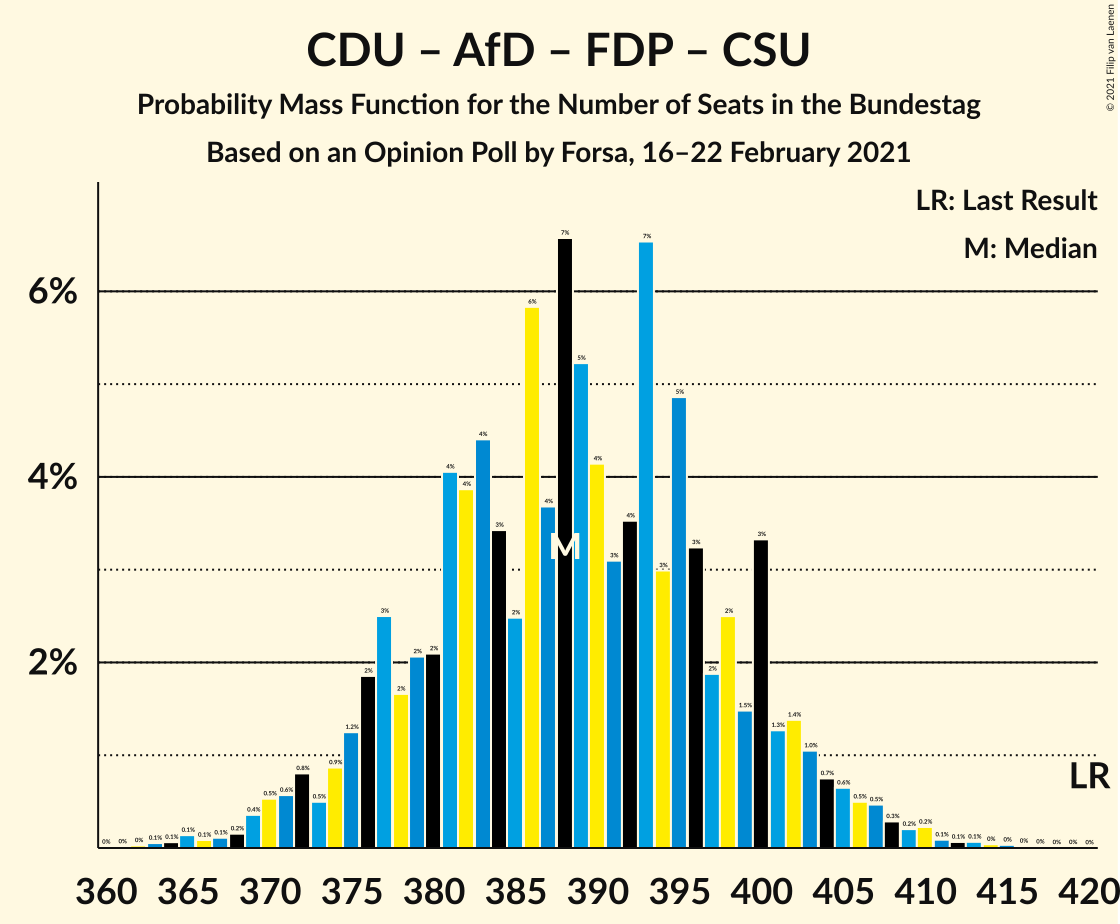 CDU – AfD – FDP – CSU
Probability Mass Function for the Number of Seats in the Bundestag
Based on an Opinion Poll by Forsa, 16–22 February 2021
© 2021 Filip van Laenen
LR: Last Result
M: Median
6%
4%
2%
0% 0% 0% 0.1% 0.1% 0.1% 0.1% 0.1% 0.2% 0.4% 0.5% 0.6% 0.8% 0.5% 0.9% 1.2% 2% 3% 2% 2% 2% 4% 4% 4% 3% 2% 6% 4% 7% 5% 4% 3% 4% 7% 3% 5% 3% 2% 2% 1.5% 3% 1.3% 1.4% 1.0% 0.7% 0.6% 0.5% 0.5% 0.3% 0.2% 0.2% 0.1% 0.1% 0.1% 0% 0% 0% 0% 0% 0% 0%
M
LR
360 365 370 375 380 385 390 395 400 405 410 415 420